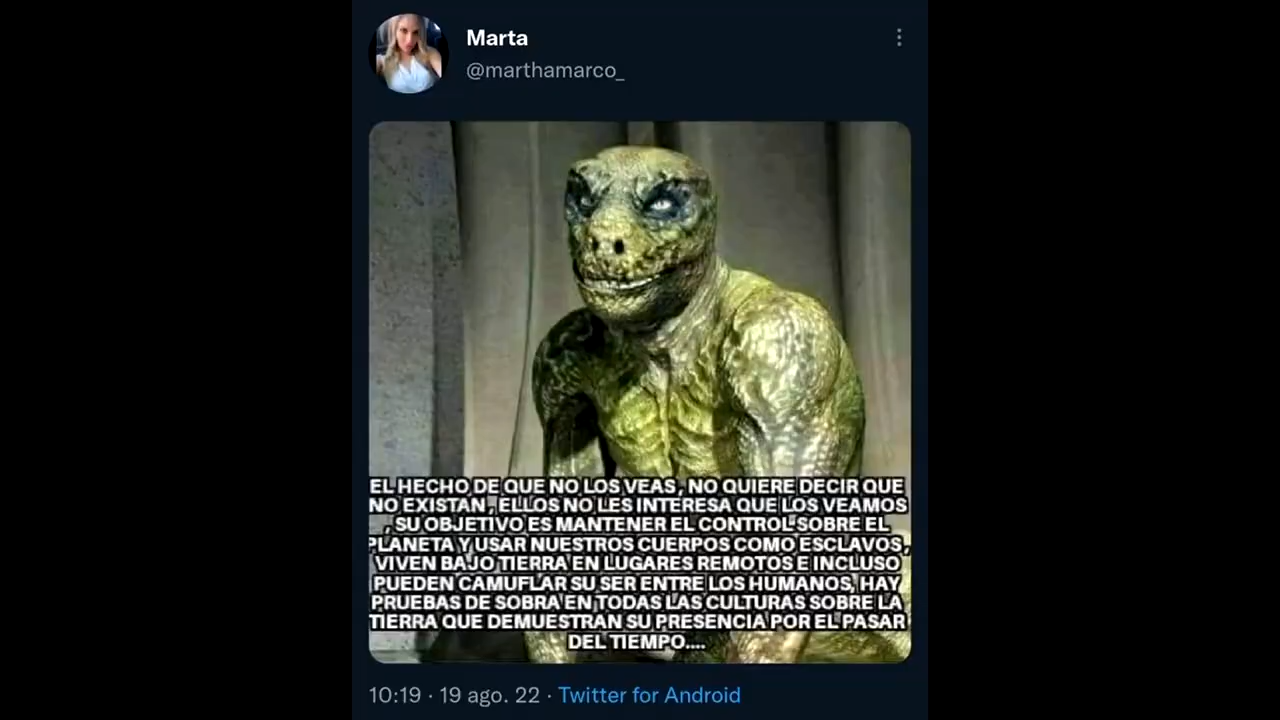 Marta
@marthamarco_
EL HECHO DE QUE NO LOS VEAS, NO QUIERE DECIR QUE
NO EXISTAN, ELLOS NO LES INTERESA QUE LOS VEAMOS
, SU OBJETIVO ES MANTENER EL CONTROL SOBRE EL
PLANETA Y USAR NUESTROS CUERPOS COMO ESCLAVOS,
VIVEN BAJO TIERRA EN LUGARES REMOTOS E INCLUSO
PUEDEN CAMUFLAR SU SER ENTRE LOS HUMANOS, HAY
PRUEBAS DE SOBRA EN TODAS LAS CULTURAS SOBRE LA
TIERRA QUE DEMUESTRAN SU PRESENCIA POR EL PASAR
DEL TIEMPO....
10:19 · 19 ago. 22 · Twitter for Android